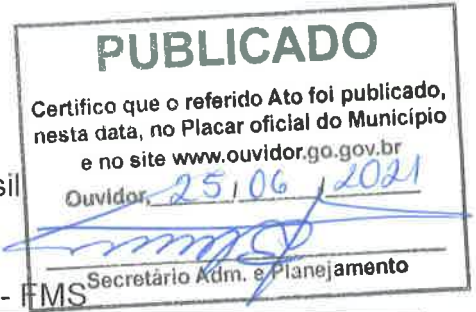 PUBLICADO
Certifico que o referido Ato foi publicado,
nesta data, no Placar oficial do Município
e no site www.ouvidor.go.gov.br
sil
Ouvidor, 25/06/2021
Secretário Adm. e Planejamento
- FMS